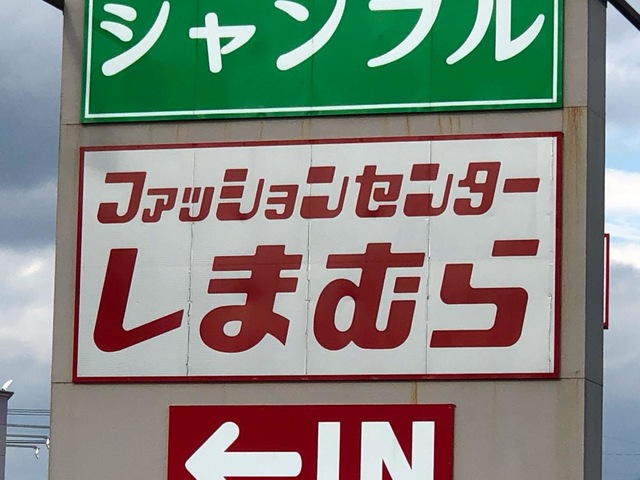 シャンブル
ファッションセンター
しまむら
←IN